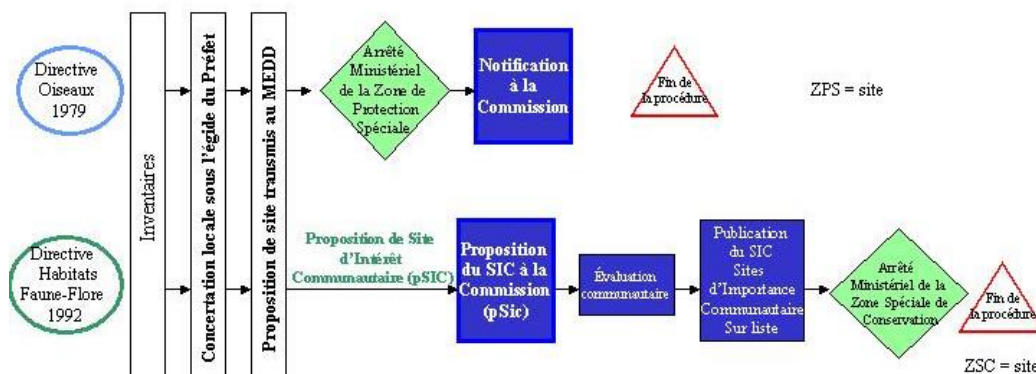 Directive
Oiseaux
1979
Directive
Habitats
Faune-Flore
1992
Inventaires
Concertation locale sous l'égide du Préfet
Proposition de site transmis au MEDD
Arrêté
Ministériel
de la Zone de
Protection
Spéciale
Notification
à la
Commission
Fin de
la procédure
ZPS = site
Proposition de Site
d'Intérêt
Communautaire (pSIC)
Proposition
du SIC à la
Commission
(pSic)
Évaluation
communautaire
Publication
du SIC
Sites
d'Importance
Communautaire
Sur liste
Arrêté
Ministériel de la
Zone Spéciale de
Conservation
Fin de
la procédure
ZSC = site